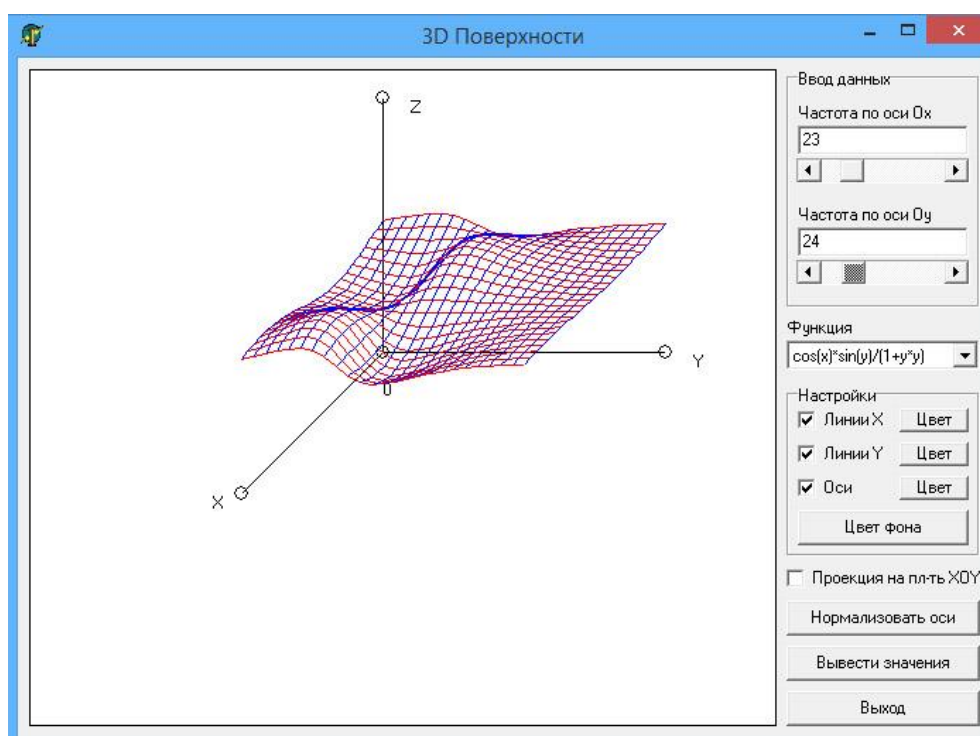 3D Поверхности
Z
Y
0
X
Ввод данных
Частота по оси Ox
23
Частота по оси Oy
24
Функция
cos(x)*sin(y)/(1+y*y)
Настройки
Линии X
Цвет
Линии Y
Цвет
Оси
Цвет
Цвет фона
Проекция на пл-ть XOY
Нормализовать оси
Вывести значения
Выход